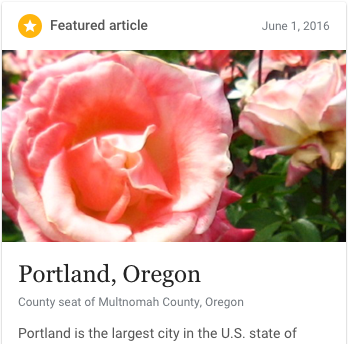 Featured article
June 1, 2016
Portland, Oregon
County seat of Multnomah County, Oregon
Portland is the largest city in the U.S. state of